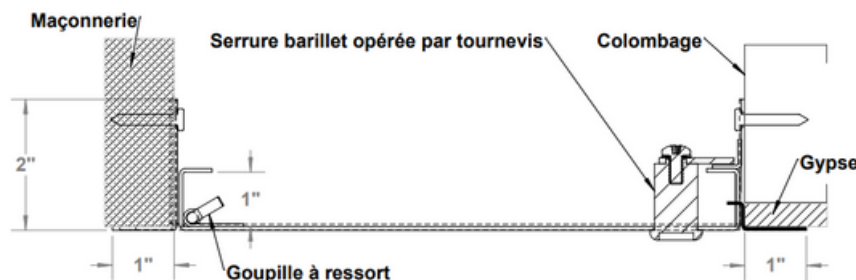 Maçonnerie
Serrure barillet opérée par tournevis
Colombage
2"
1"
Gypse
1"
Goupille à ressort
1"